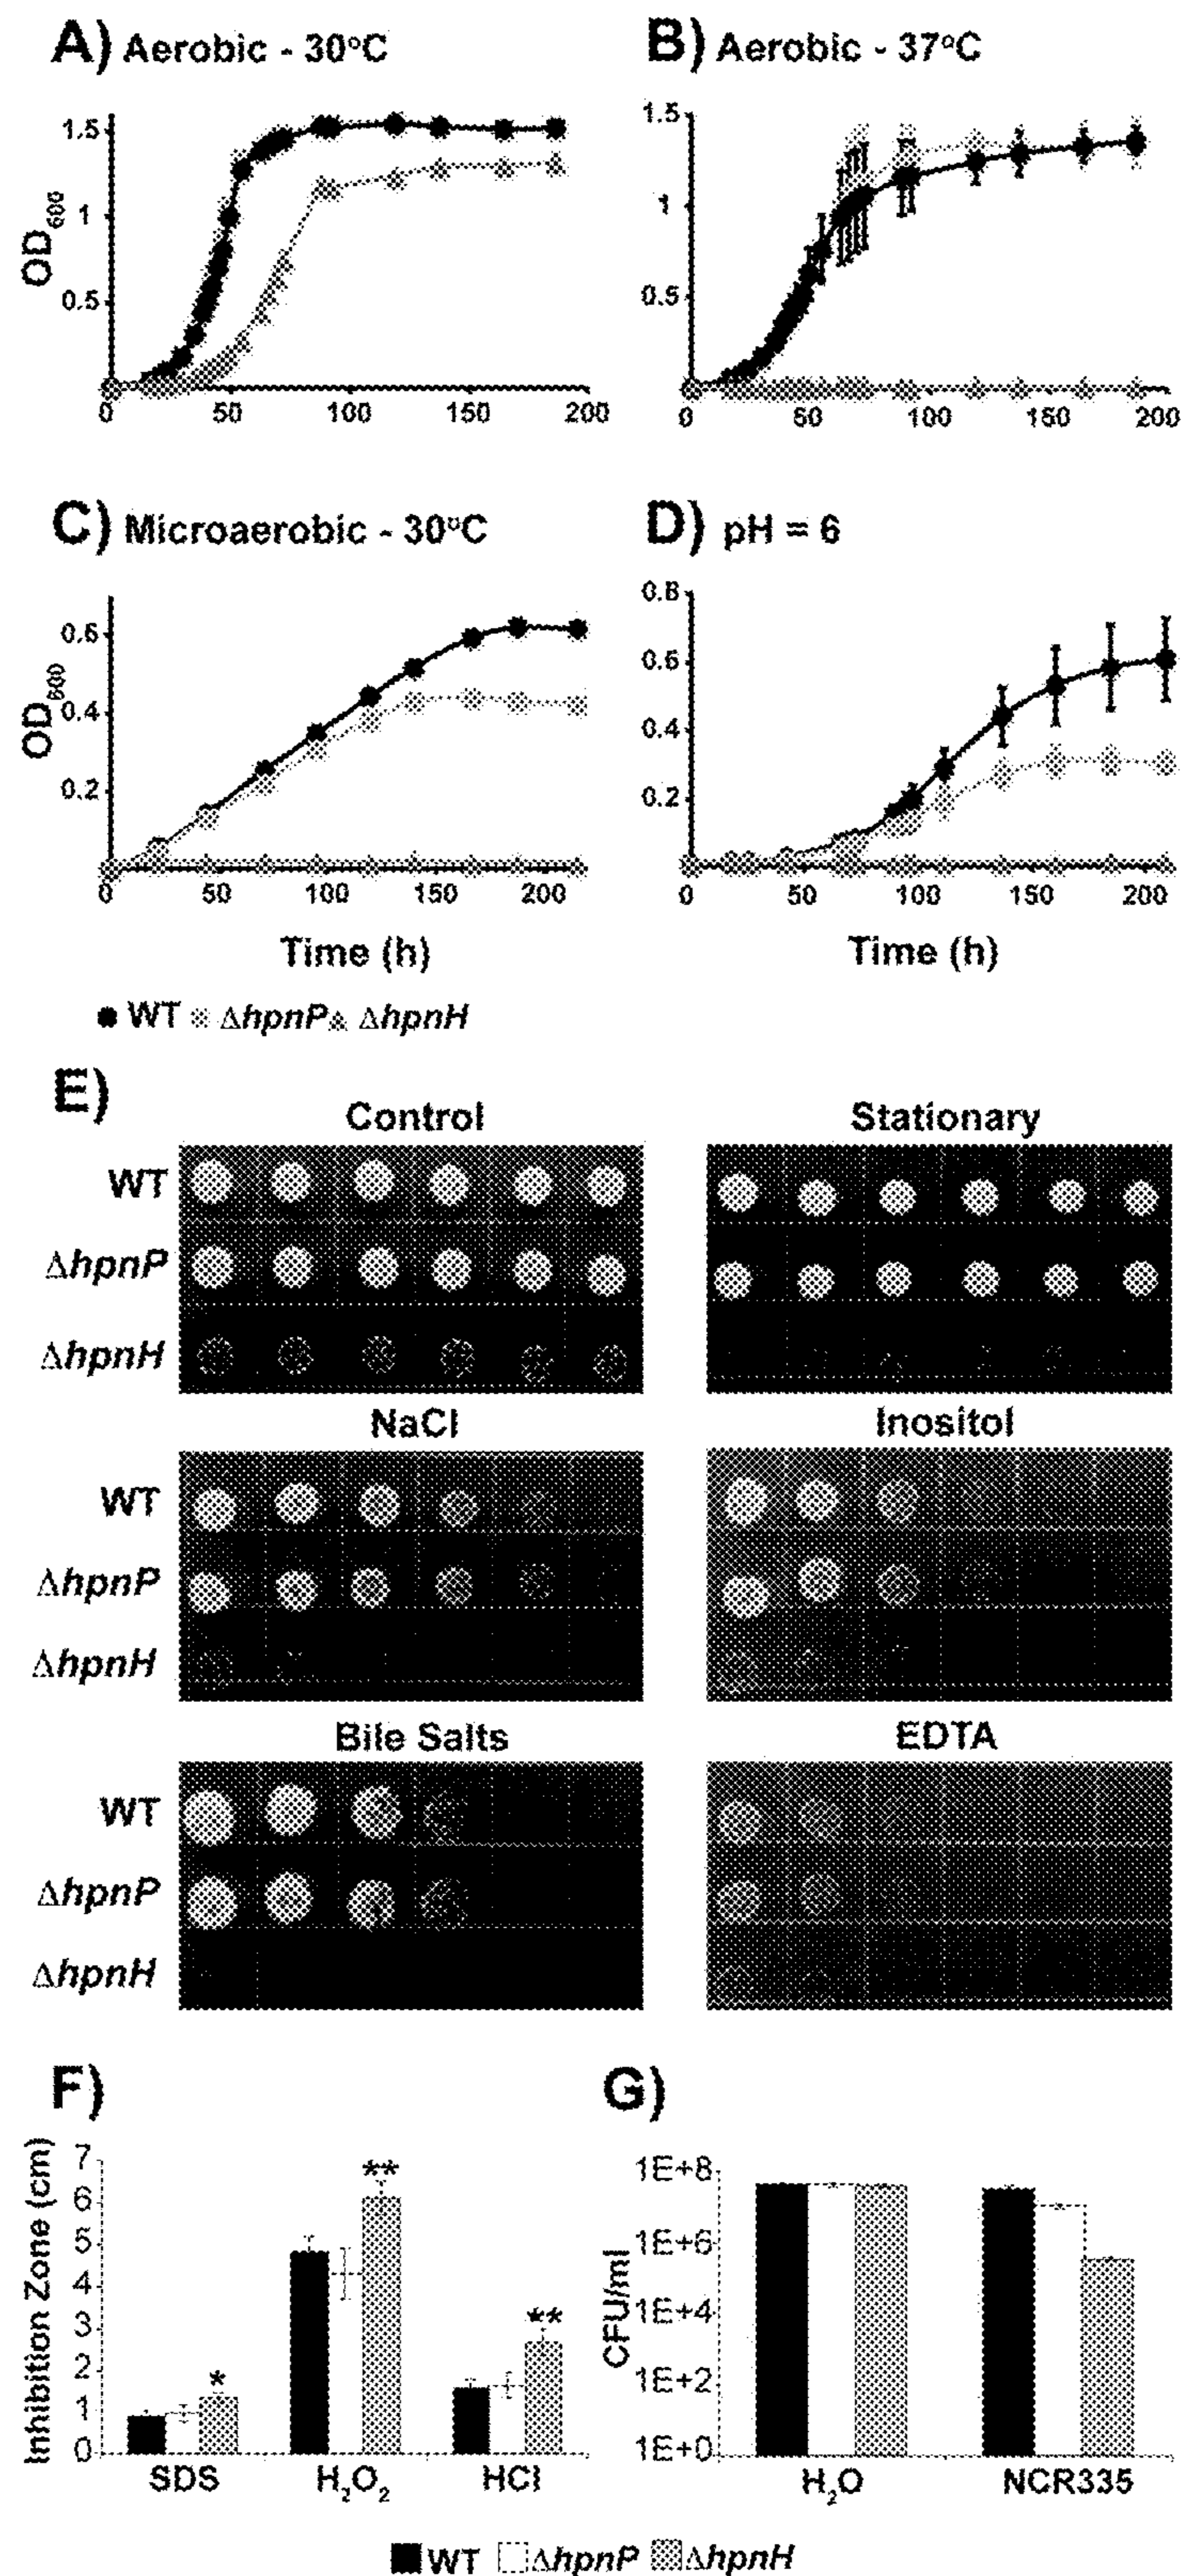 A) Aerobic - 30°C
B) Aerobic - 37°C
OD600
1.5
1
0.5
0 50 100 150 200
1.5
1
0.5
0 50 100 150 200
C) Microaerobic - 30°C
D) pH = 6
OD600
0.6
0.4
0.2
0 50 100 150 200
Time (h)
0.8
0.6
0.4
0.2
0 50 100 150 200
Time (h)
WT ΔhpnP ΔhpnH
E)
Control
Stationary
WT
ΔhpnP
ΔhpnH
NaCl
Inositol
WT
ΔhpnP
ΔhpnH
Bile Salts
EDTA
WT
ΔhpnP
ΔhpnH
F)
Inhibition Zone (cm)
7
6
5
4
3
2
1
0
*
**
**
SDS H2O2 HCl
G)
CFU/ml
1E+8
1E+6
1E+4
1E+2
1E+0
H2O NCR335
WT ΔhpnP ΔhpnH